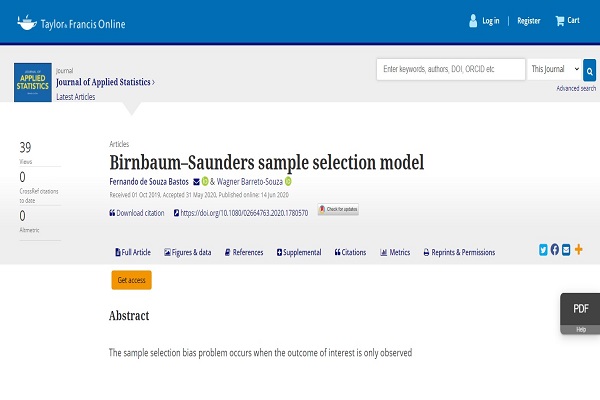 Taylor & Francis Online
Log in | Register Cart
Journal
Journal of Applied Statistics ›
Latest Articles
JOURNAL OF
APPLIED
STATISTICS
Enter keywords, authors, DOI, ORCID etc
This Journal
Advanced search
39
Views
0
CrossRef citations
to date
0
Altmetric
Articles
Birnbaum–Saunders sample selection model
Fernando de Souza Bastos & Wagner Barreto-Souza
Received 01 Oct 2019, Accepted 31 May 2020, Published online: 14 Jun 2020
Download citation https://doi.org/10.1080/02664763.2020.1780570 Check for updates
Full Article Figures & data References Supplemental Citations Metrics Reprints & Permissions
Get access
PDF
Help
Abstract
The sample selection bias problem occurs when the outcome of interest is only observed